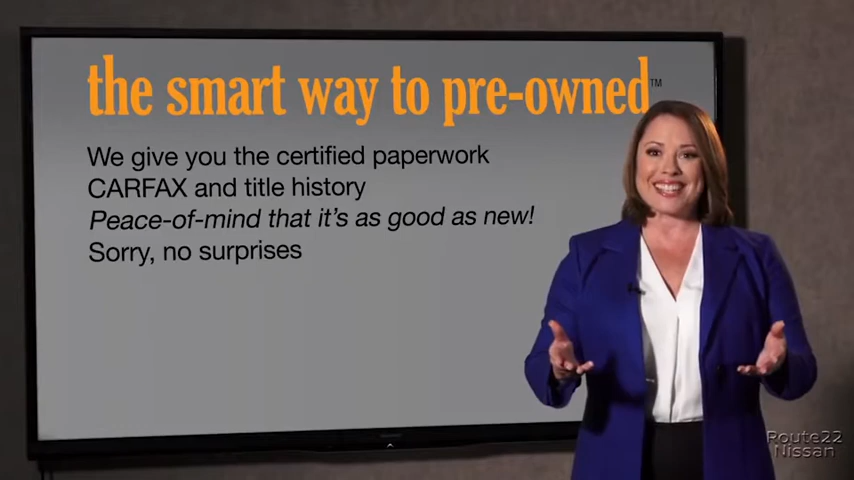 the smart way to pre-owned™
We give you the certified paperwork
CARFAX and title history
Peace-of-mind that it's as good as new!
Sorry, no surprises
Route22
Nissan